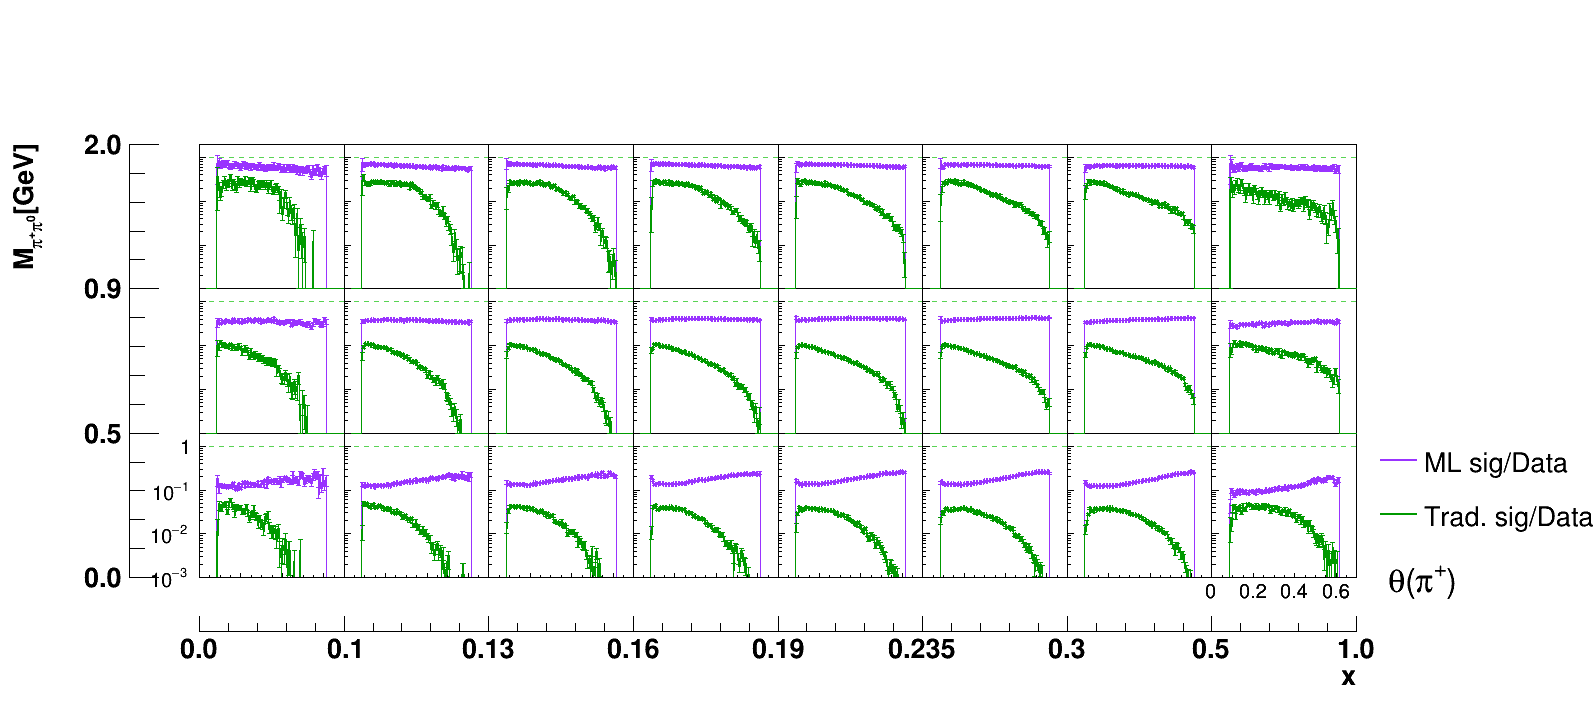 M_{π⁺π⁰}[GeV]
2.0
0.9
0.5
0.0
1
10⁻¹
10⁻²
10⁻³
ML sig/Data
Trad. sig/Data
θ(π⁺)
0 0.2 0.4 0.6
0.0 0.1 0.13 0.16 0.19 0.235 0.3 0.5 1.0
x